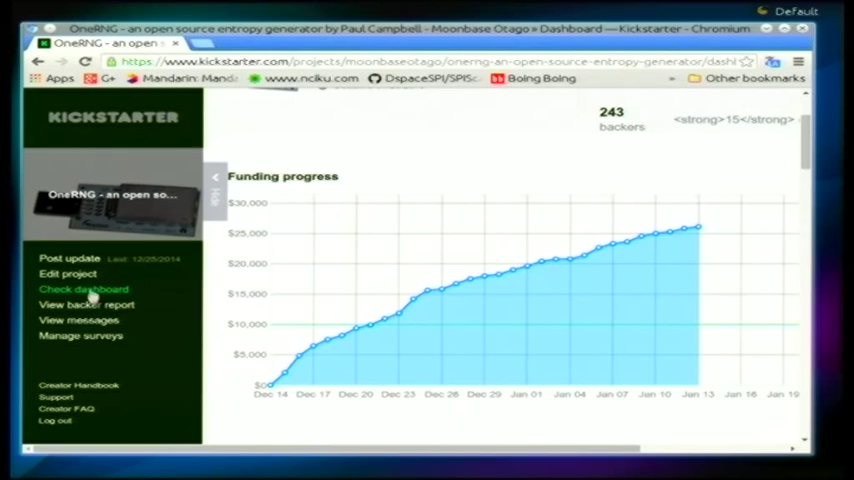 Default
OneRNG - an open source entropy generator by Paul Campbell - Moonbase Otago » Dashboard — Kickstarter - Chromium
OneRNG - an open s
https://www.kickstarter.com/projects/moonbaseotago/onerng-an-open-source-entropy-generator/dashl
Apps G+ Mandarin: Manda www.nciku.com DspaceSPI/SPISc Boing Boing » Other bookmarks
KICKSTARTER
243
backers
<strong>15</strong>
OneRNG - an open so...
Hide
Funding progress
$30,000
$25,000
$20,000
$15,000
$10,000
$5,000
$0
Dec 14 Dec 17 Dec 20 Dec 23 Dec 26 Dec 29 Jan 01 Jan 04 Jan 07 Jan 10 Jan 13 Jan 16 Jan 19
Post update Last: 12/25/2014
Edit project
Check dashboard
View backer report
View messages
Manage surveys
Creator Handbook
Support
Creator FAQ
Log out